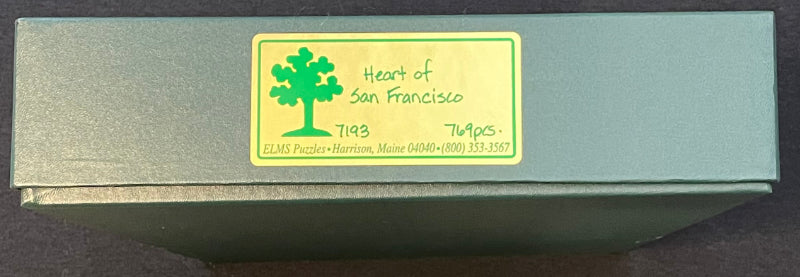 Heart of
San Francisco
7193 769pcs.
ELMS Puzzles • Harrison, Maine 04040 • (800) 353-3567